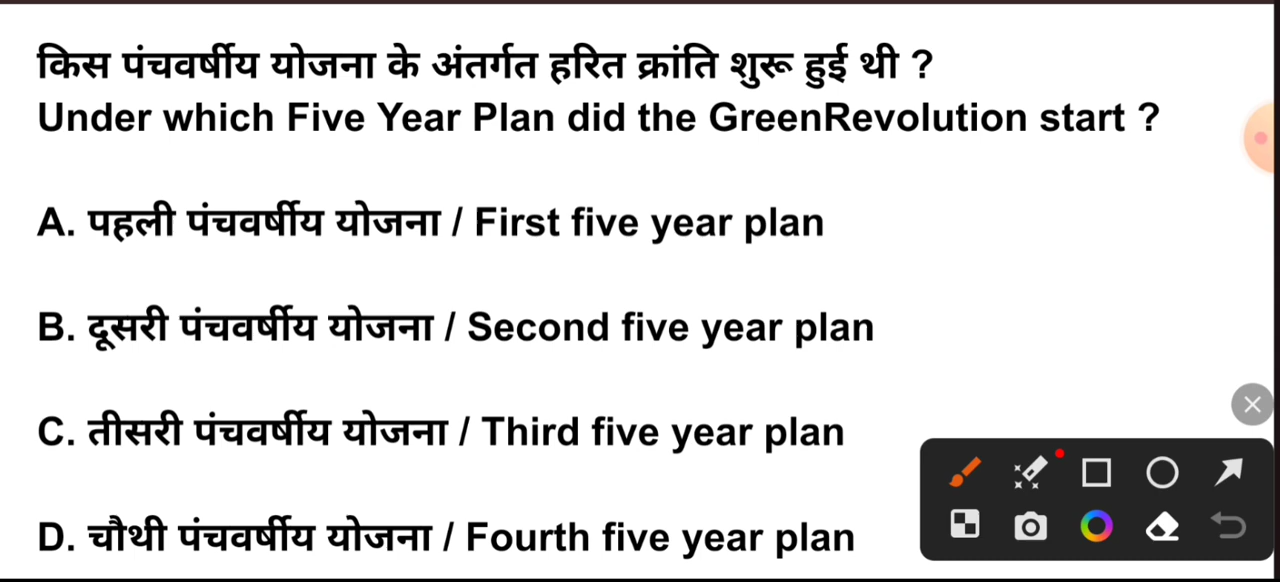 किस पंचवर्षीय योजना के अंतर्गत हरित क्रांति शुरू हुई थी ?
Under which Five Year Plan did the GreenRevolution start ?
A. पहली पंचवर्षीय योजना / First five year plan
B. दूसरी पंचवर्षीय योजना / Second five year plan
C. तीसरी पंचवर्षीय योजना / Third five year plan
D. चौथी पंचवर्षीय योजना / Fourth five year plan